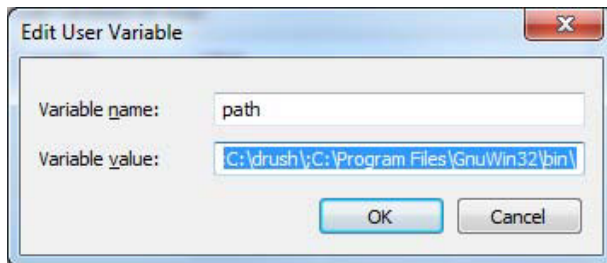 Edit User Variable
Variable name: path
Variable value: ;C:\drush\;C:\Program Files\GnuWin32\bin\
OK Cancel